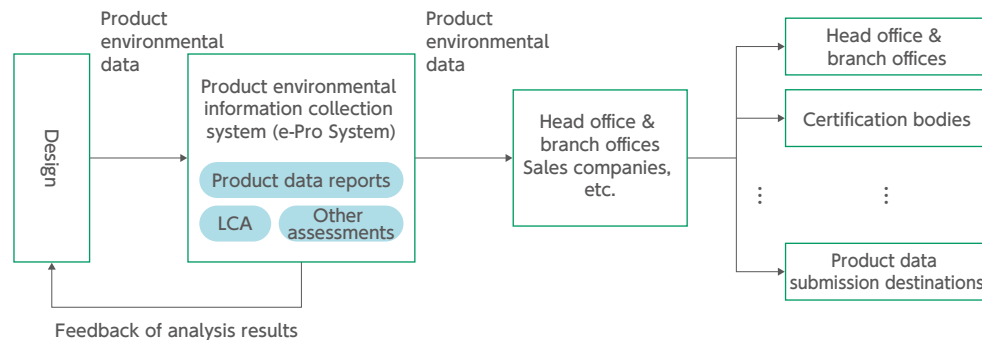 Product
environmental
data
Product
environmental
data
Design
Product environmental
information collection
system (e-Pro System)
Product data reports
LCA
Other
assessments
Head office &
branch offices
Sales companies,
etc.
Head office &
branch offices
Certification bodies
⋮
⋮
Product data
submission destinations
Feedback of analysis results